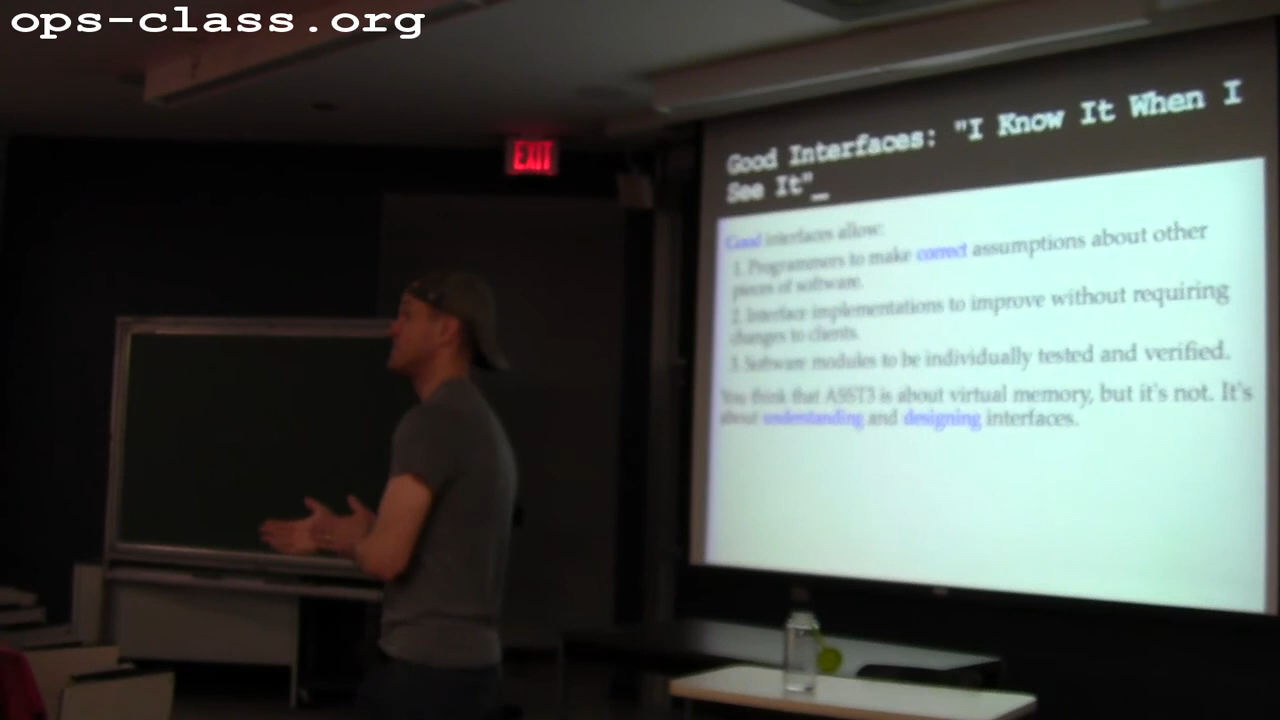 ops-class.org
EXIT
Good Interfaces: "I Know It When I
See It"_
Good interfaces allow:
1. Programmers to make correct assumptions about other
pieces of software.
2. Interface implementations to improve without requiring
changes to clients.
3. Software modules to be individually tested and verified.
You think that ASST3 is about virtual memory, but it's not. It's
about understanding and designing interfaces.